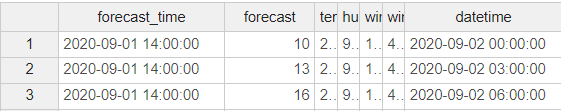 forecast_time forecast ter hu wir wir datetime
1 2020-09-01 14:00:00 10 2.. 9.. 1.. 4.. 2020-09-02 00:00:00
2 2020-09-01 14:00:00 13 2.. 9.. 1.. 4.. 2020-09-02 03:00:00
3 2020-09-01 14:00:00 16 2.. 9.. 1.. 4.. 2020-09-02 06:00:00